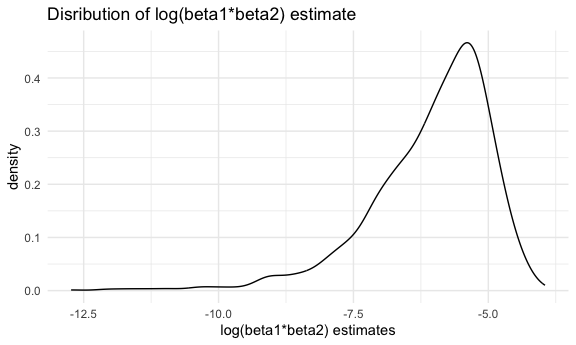 Disribution of log(beta1*beta2) estimate
density
0.4
0.3
0.2
0.1
0.0
-12.5 -10.0 -7.5 -5.0
log(beta1*beta2) estimates